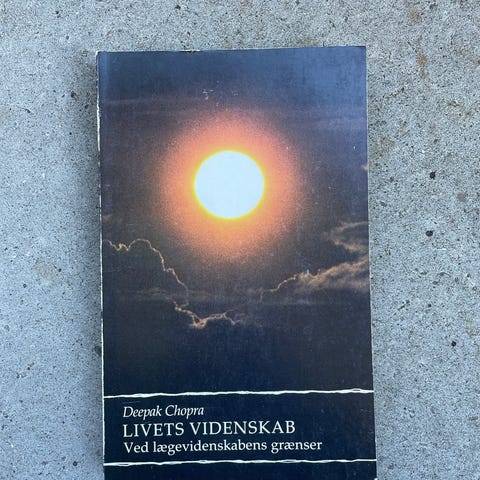 Deepak Chopra
LIVETS VIDENSKAB
Ved lægevidenskabens grænser